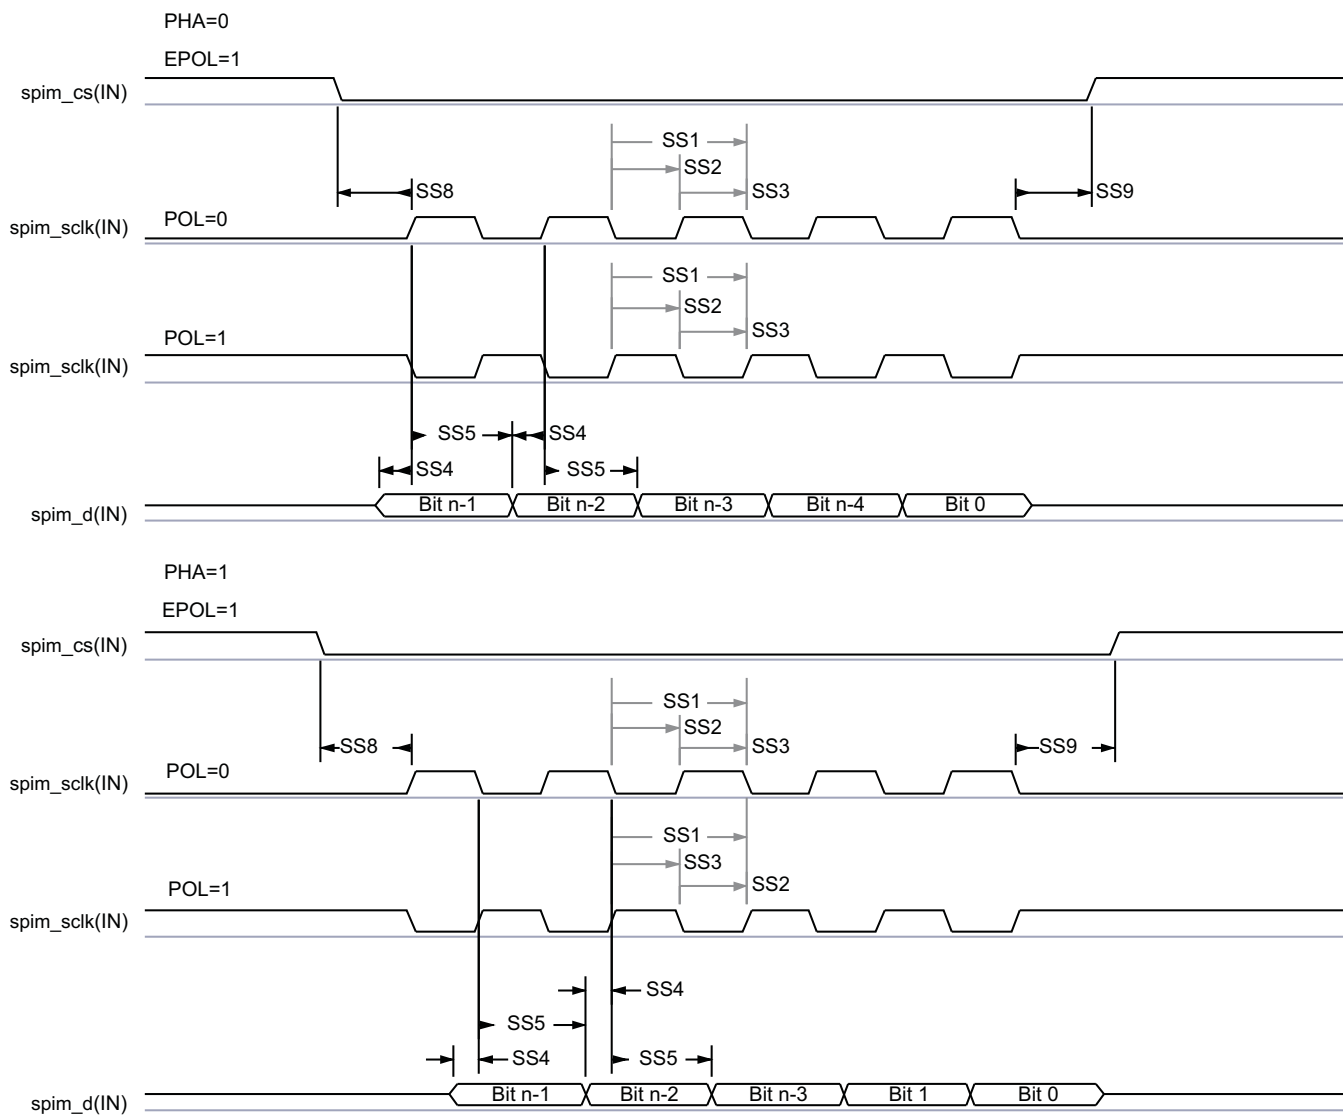 PHA=0
EPOL=1
spim_cs(IN)
SS1
SS2
SS8
SS3
SS9
POL=0
spim_sclk(IN)
SS1
SS2
SS3
POL=1
spim_sclk(IN)
SS5
SS4
SS4
SS5
Bit n-1
Bit n-2
Bit n-3
Bit n-4
Bit 0
spim_d(IN)
PHA=1
EPOL=1
spim_cs(IN)
SS1
SS2
SS8
SS3
SS9
POL=0
spim_sclk(IN)
SS1
SS3
SS2
POL=1
spim_sclk(IN)
SS4
SS5
SS4
SS5
Bit n-1
Bit n-2
Bit n-3
Bit 1
Bit 0
spim_d(IN)